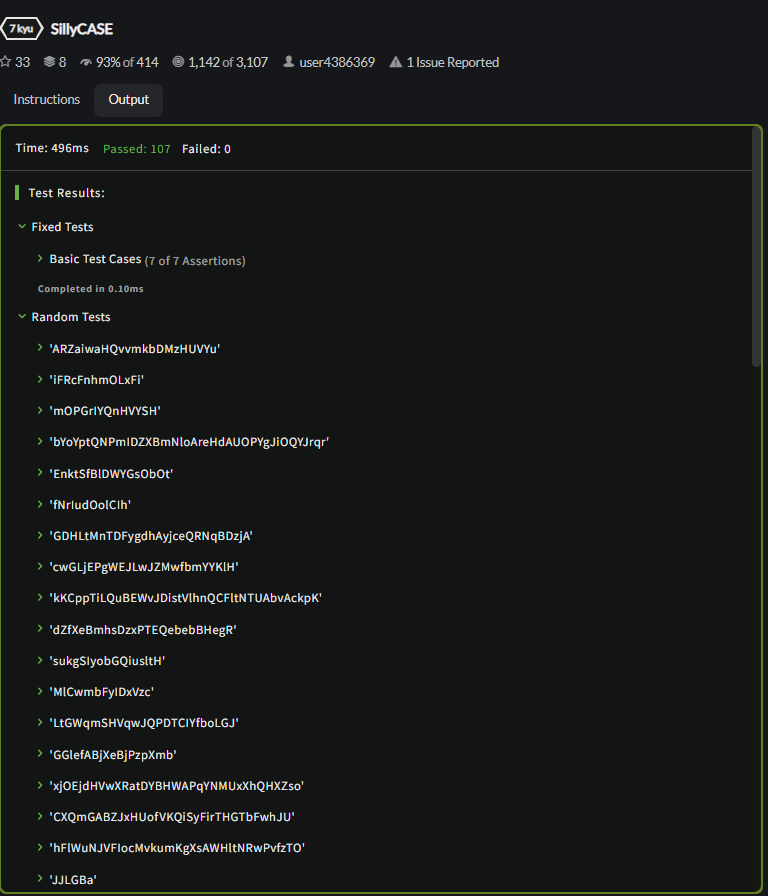 7 kyu SillyCASE
33 8 93% of 414 1,142 of 3,107 user4386369 1 Issue Reported
Instructions Output
Time: 496ms Passed: 107 Failed: 0
Test Results:
Fixed Tests
Basic Test Cases (7 of 7 Assertions)
Completed in 0.10ms
Random Tests
'ARZaiwaHQvvmkbDMzHUVYu'
'iFRcFnhmOLxFi'
'mOPGrIYQnHVYSH'
'bYoYptQNPmIDZXBmNloAreHdAUOPYgJiOQYJrqr'
'EnktSfBlDWYGsObOt'
'fNrIudOolCIh'
'GDHLtMnTDFygdhAyjceQRNqBDzjA'
'cwGLjEPgWEJLwJZMwfbmYYKlH'
'kKCppTiLQuBEWvJDistVlhnQCFltNTUAbvAckpK'
'dZfXeBmhsDzxPTEQebebBHegR'
'sukgSIyobGQiusltH'
'MlCwmbFyIDxVzc'
'LtGWqmSHVqwJQPDTCIYfboLGJ'
'GGlefABjXeBjPzpXmb'
'xjOEjdHVwXRatDYBHWAPqYNMUxXhQHXZso'
'CXQmGABZJxHUofVKQiSyFirTHGTbFwhJU'
'hFlWuNJVFIocMvkumKgXsAWHltNRwPvfzTO'
'JJLGBa'